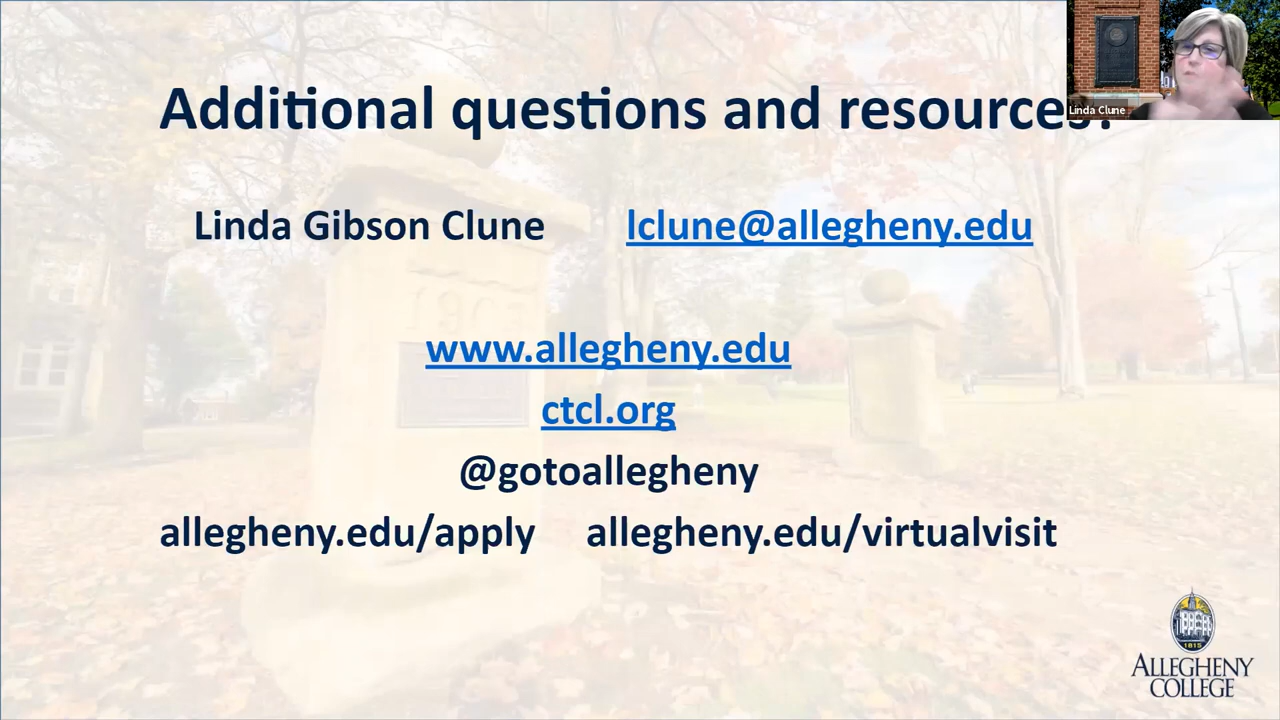 Additional questions and resources?
Linda Clune
Linda Gibson Clune lclune@allegheny.edu
www.allegheny.edu
ctcl.org
@gotoallegheny
allegheny.edu/apply allegheny.edu/virtualvisit
1815
ALLEGHENY
COLLEGE